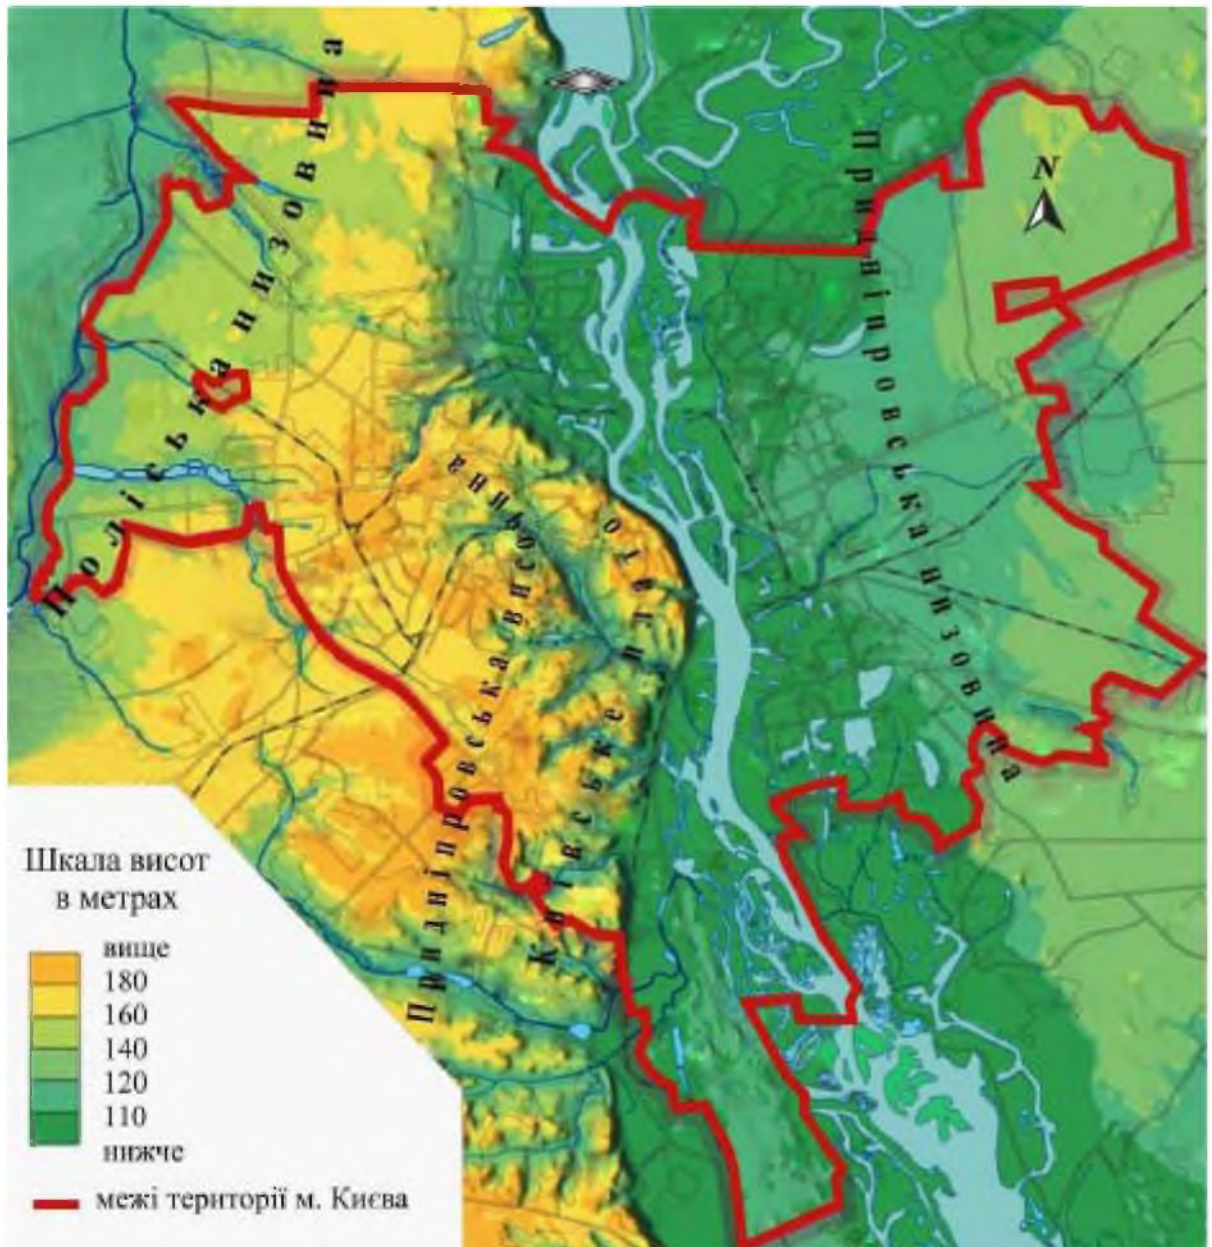 Поліська низовина
Придніпровська височина
Київське плато
Придніпровська низовина
N
Шкала висот
в метрах
вище
180
160
140
120
110
нижче
межі території м. Києва